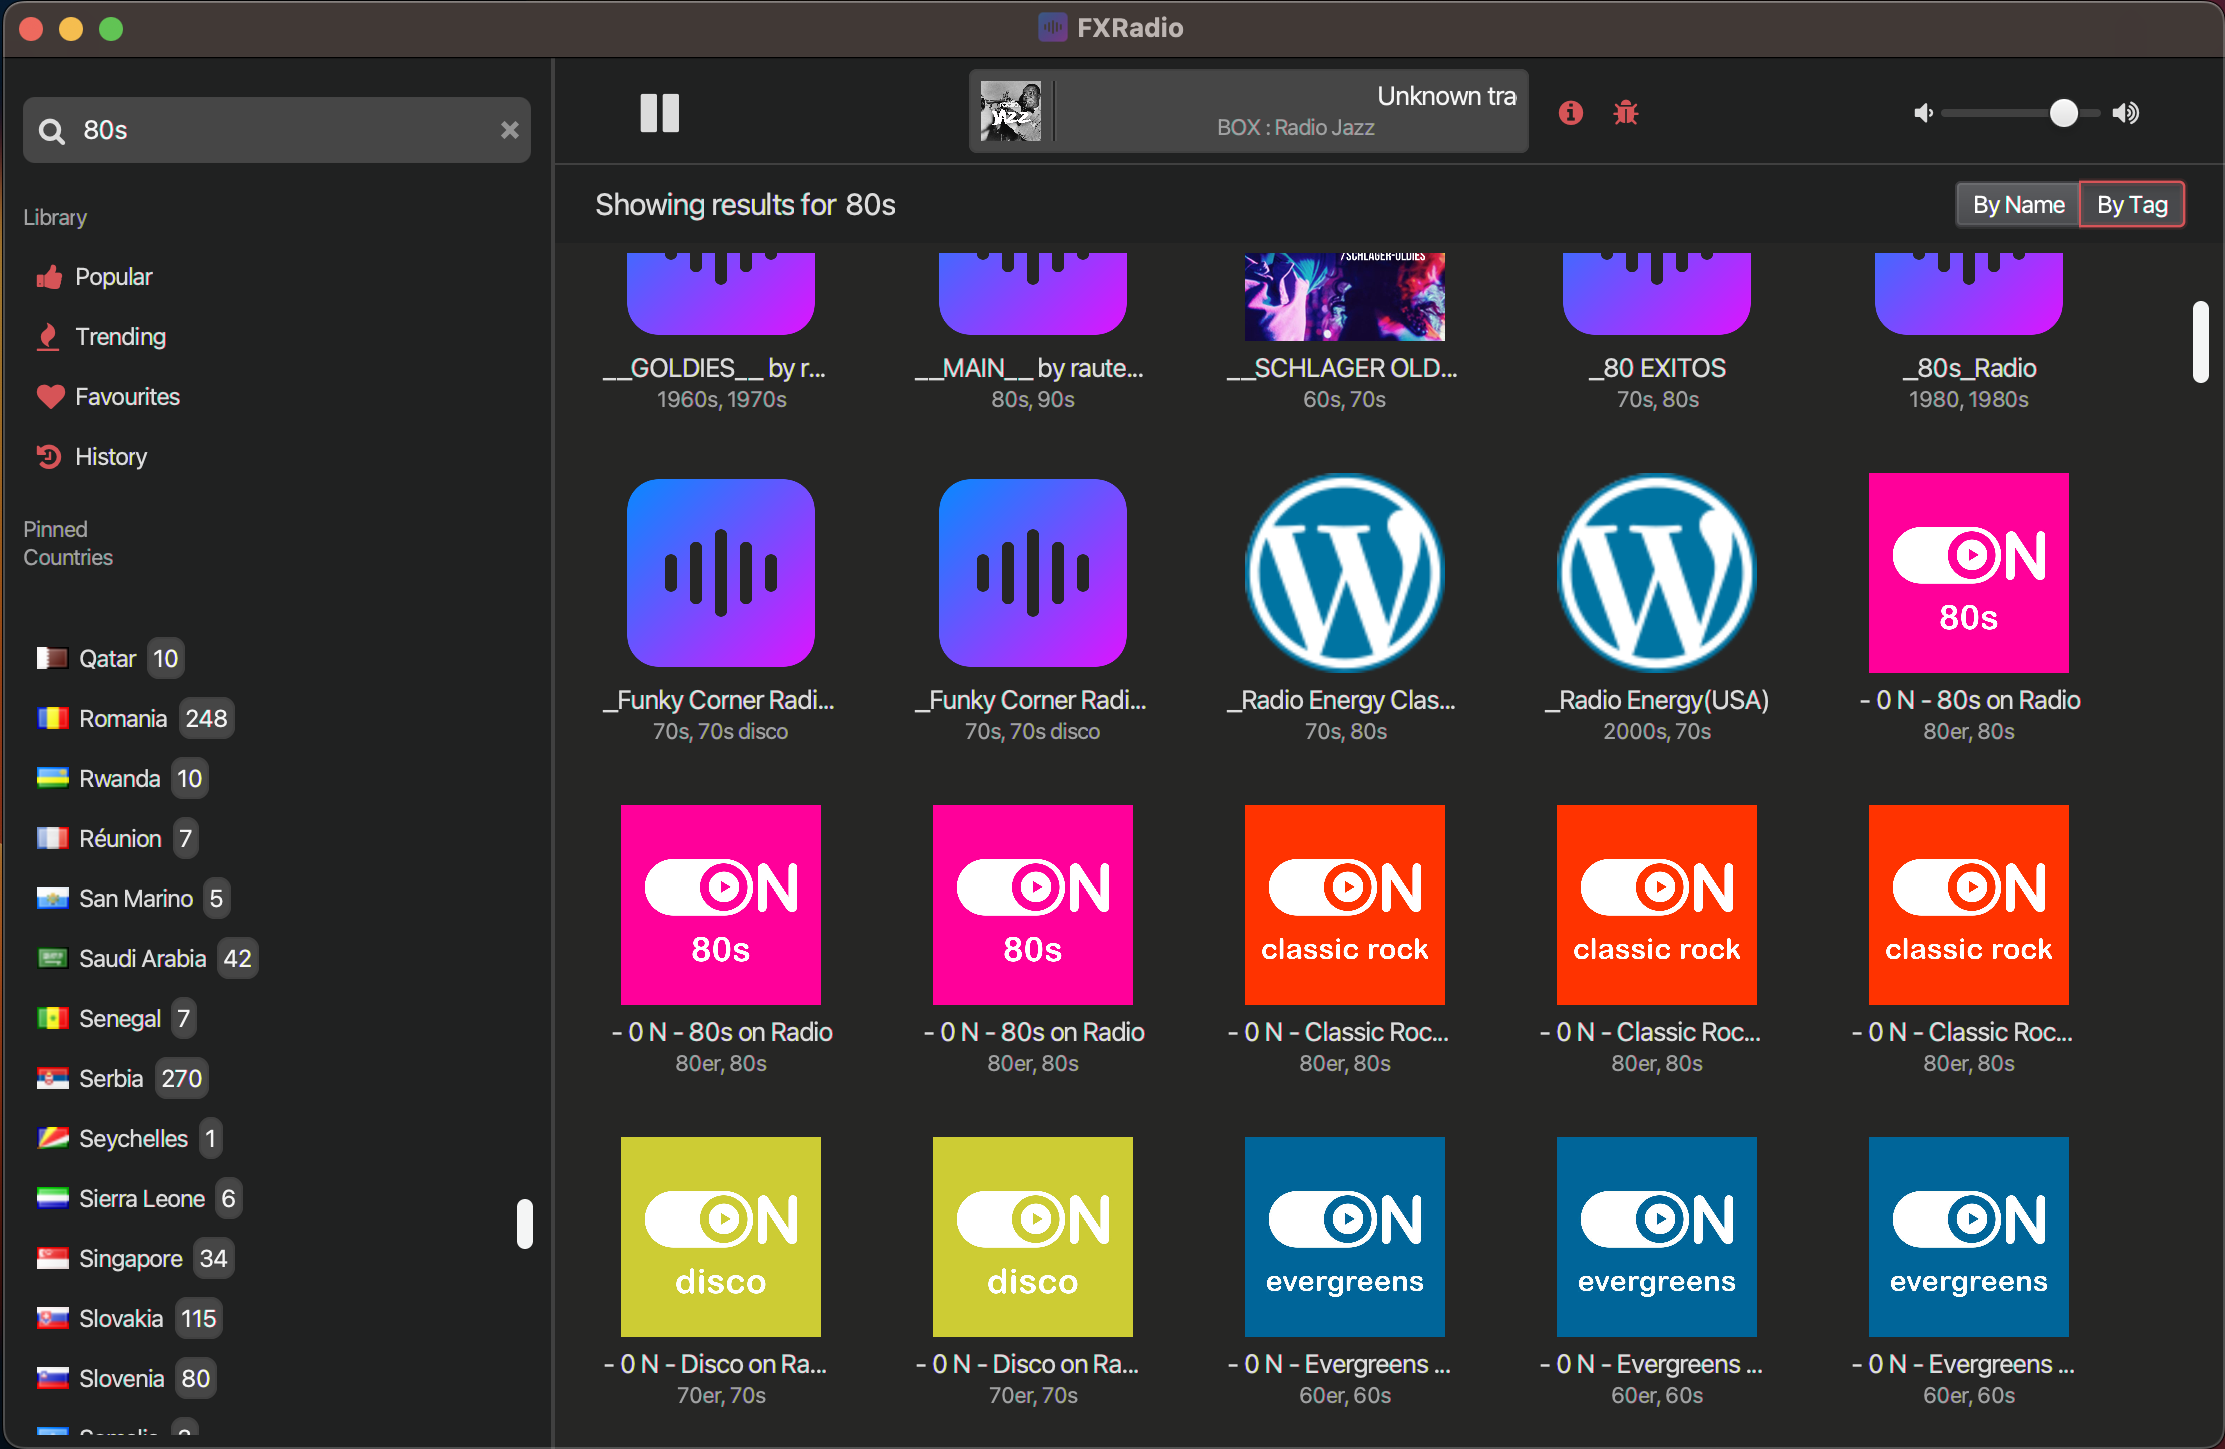 FXRadio
80s
Library
Popular
Trending
Favourites
History
Pinned
Countries
Qatar 10
Romania 248
Rwanda 10
Réunion 7
San Marino 5
Saudi Arabia 42
Senegal 7
Serbia 270
Seychelles 1
Sierra Leone 6
Singapore 34
Slovakia 115
Slovenia 80
Unknown tra
BOX : Radio Jazz
Showing results for 80s
By Name
By Tag
/SCHLAGER-OLDIES
__GOLDIES__ by r...
1960s, 1970s
__MAIN__ by raute...
80s, 90s
__SCHLAGER OLD...
60s, 70s
_80 EXITOS
70s, 80s
_80s_Radio
1980, 1980s
_Funky Corner Radi...
70s, 70s disco
_Funky Corner Radi...
70s, 70s disco
_Radio Energy Clas...
70s, 80s
_Radio Energy(USA)
2000s, 70s
ON
80s
- 0 N - 80s on Radio
80er, 80s
ON
80s
- 0 N - 80s on Radio
80er, 80s
ON
80s
- 0 N - 80s on Radio
80er, 80s
ON
classic rock
- 0 N - Classic Roc...
80er, 80s
ON
classic rock
- 0 N - Classic Roc...
80er, 80s
ON
classic rock
- 0 N - Classic Roc...
80er, 80s
ON
disco
- 0 N - Disco on Ra...
70er, 70s
ON
disco
- 0 N - Disco on Ra...
70er, 70s
ON
evergreens
- 0 N - Evergreens ...
60er, 60s
ON
evergreens
- 0 N - Evergreens ...
60er, 60s
ON
evergreens
- 0 N - Evergreens ...
60er, 60s